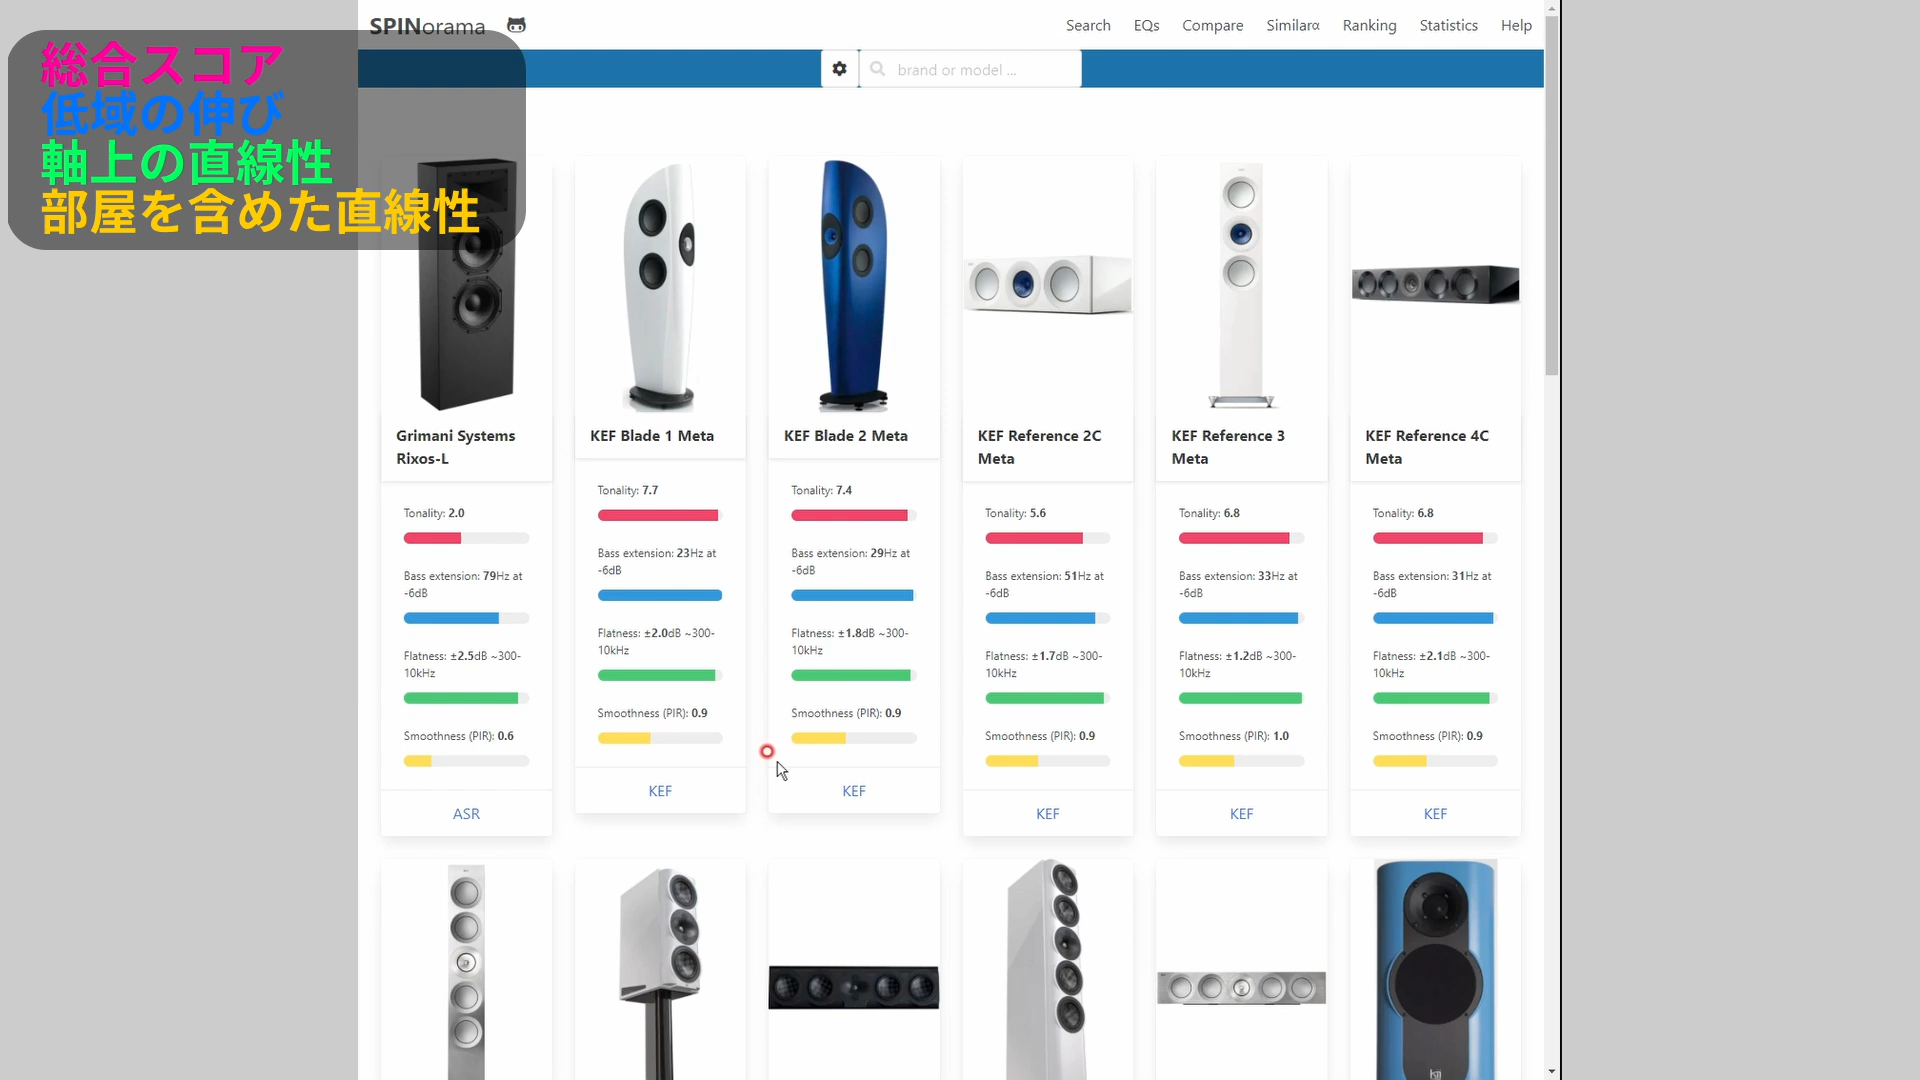 SPINorama
Search EQs Compare Similarα Ranking Statistics Help
brand or model ...
総合スコア
低域の伸び
軸上の直線性
部屋を含めた直線性
Grimani Systems
Rixos-L
Tonality: 2.0
Bass extension: 79Hz at
-6dB
Flatness: ±2.5dB ~300-
10kHz
Smoothness (PIR): 0.6
ASR
KEF Blade 1 Meta
Tonality: 7.7
Bass extension: 23Hz at
-6dB
Flatness: ±2.0dB ~300-
10kHz
Smoothness (PIR): 0.9
KEF
KEF Blade 2 Meta
Tonality: 7.4
Bass extension: 29Hz at
-6dB
Flatness: ±1.8dB ~300-
10kHz
Smoothness (PIR): 0.9
KEF
KEF Reference 2C
Meta
Tonality: 5.6
Bass extension: 51Hz at
-6dB
Flatness: ±1.7dB ~300-
10kHz
Smoothness (PIR): 0.9
KEF
KEF Reference 3
Meta
Tonality: 6.8
Bass extension: 33Hz at
-6dB
Flatness: ±1.2dB ~300-
10kHz
Smoothness (PIR): 1.0
KEF
KEF Reference 4C
Meta
Tonality: 6.8
Bass extension: 31Hz at
-6dB
Flatness: ±2.1dB ~300-
10kHz
Smoothness (PIR): 0.9
KEF